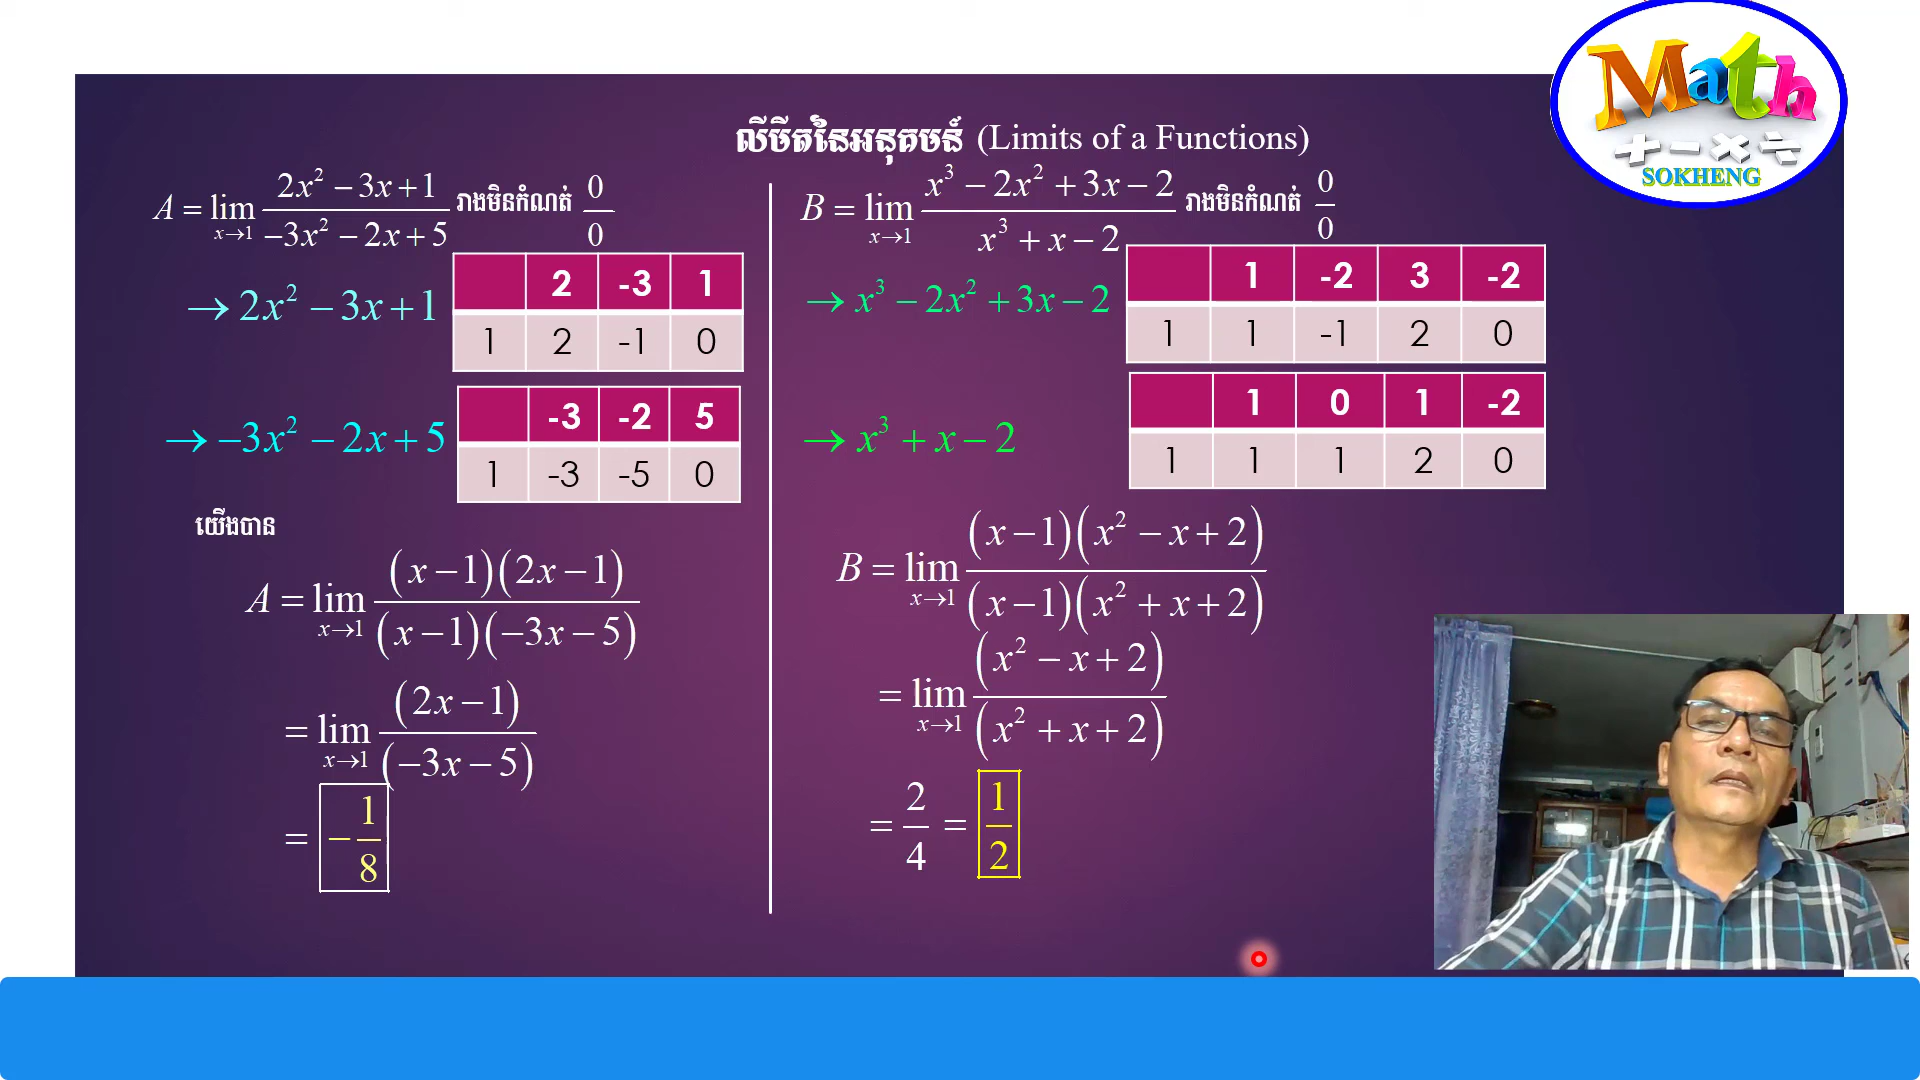 Math
SOKHENG
លីមីតនៃអនុគមន៍ (Limits of a Functions)
A = lim x→1 (2x² − 3x + 1)/(−3x² − 2x + 5) រាងមិនកំណត់ 0/0
→ 2x² − 3x + 1
2 -3 1
1 2 -1 0
→ −3x² − 2x + 5
-3 -2 5
1 -3 -5 0
យើងបាន
A = lim x→1 (x − 1)(2x − 1)/(x − 1)(−3x − 5)
= lim x→1 (2x − 1)/(−3x − 5)
= −1/8
B = lim x→1 (x³ − 2x² + 3x − 2)/(x³ + x − 2) រាងមិនកំណត់ 0/0
→ x³ − 2x² + 3x − 2
1 -2 3 -2
1 1 -1 2 0
→ x³ + x − 2
1 0 1 -2
1 1 1 2 0
B = lim x→1 (x − 1)(x² − x + 2)/(x − 1)(x² + x + 2)
= lim x→1 (x² − x + 2)/(x² + x + 2)
= 2/4 = 1/2